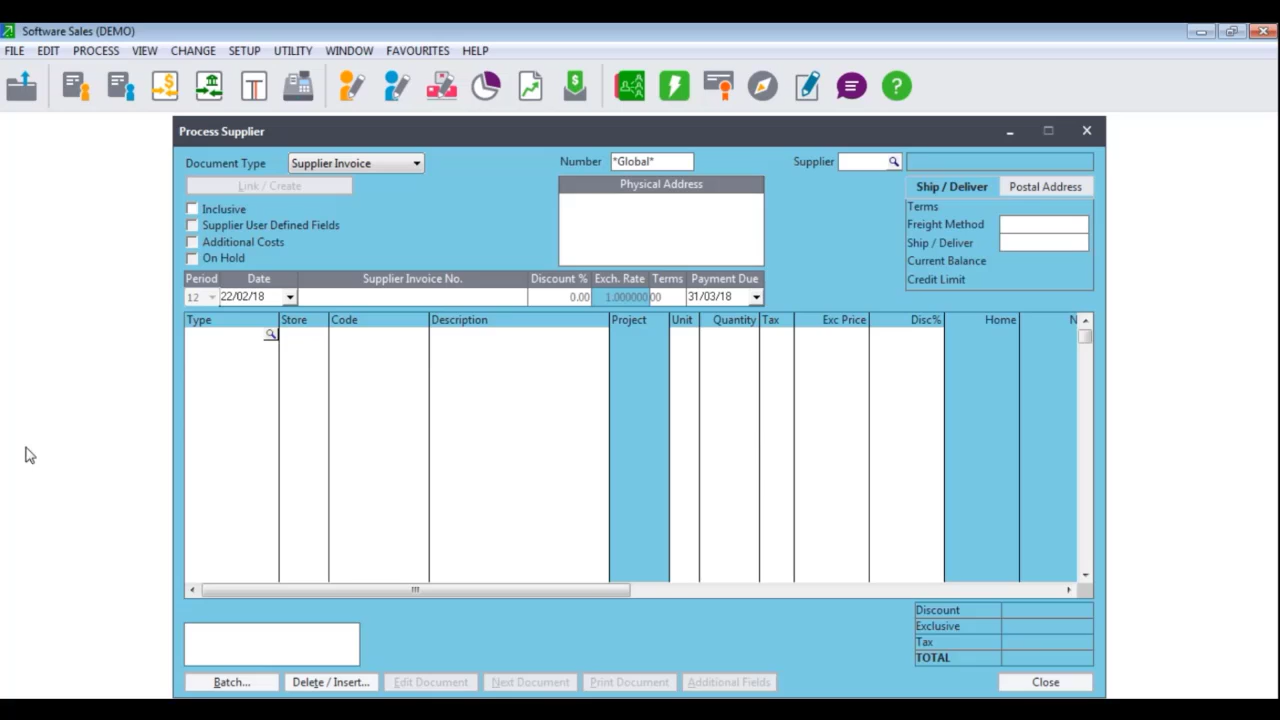 Software Sales (DEMO)
FILE EDIT PROCESS VIEW CHANGE SETUP UTILITY WINDOW FAVOURITES HELP
Process Supplier
Document Type Supplier Invoice Number *Global* Supplier
Link / Create Physical Address Ship / Deliver Postal Address
Inclusive Terms
Supplier User Defined Fields Freight Method
Additional Costs Ship / Deliver
On Hold Current Balance
Credit Limit
Period Date Supplier Invoice No. Discount % Exch. Rate Terms Payment Due
12 22/02/18 0.00 1.000000 00 31/03/18
Type Store Code Description Project Unit Quantity Tax Exc Price Disc% Home N
Discount
Exclusive
Tax
TOTAL
Batch... Delete / Insert... Edit Document Next Document Print Document Additional Fields Close